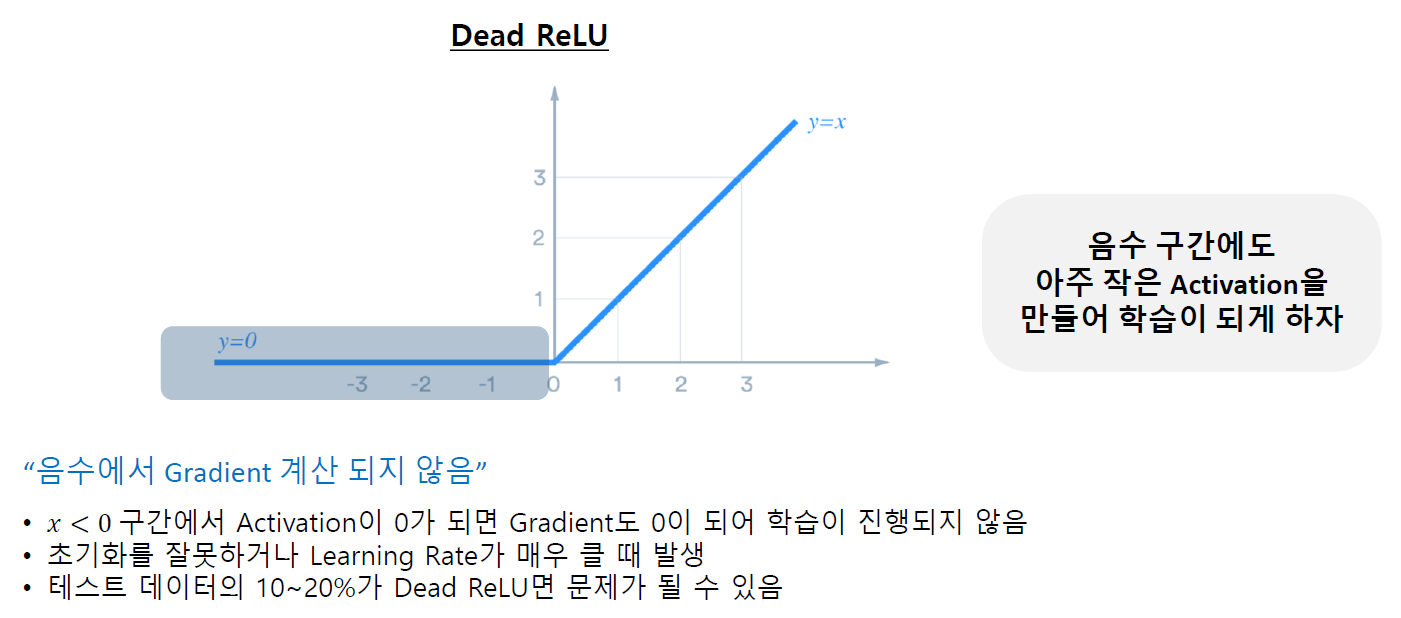 Dead ReLU
y=x
3
2
1
y=0
-3 -2 -1 0 1 2 3
음수 구간에도
아주 작은 Activation을
만들어 학습이 되게 하자
“음수에서 Gradient 계산 되지 않음”
• x < 0 구간에서 Activation이 0가 되면 Gradient도 0이 되어 학습이 진행되지 않음
• 초기화를 잘못하거나 Learning Rate가 매우 클 때 발생
• 테스트 데이터의 10~20%가 Dead ReLU면 문제가 될 수 있음